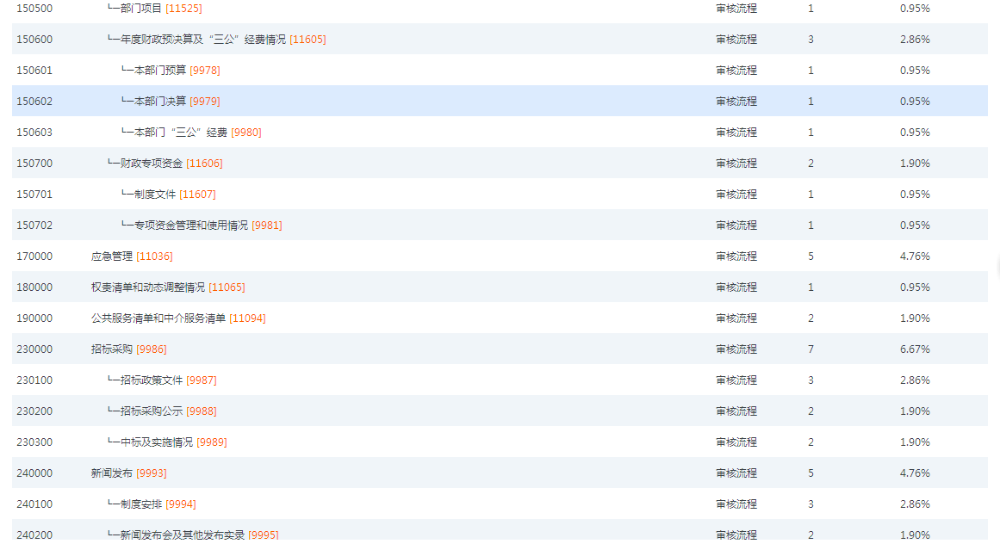 150500 └─部门项目 [11525] 审核流程 1 0.95%
150600 └─年度财政预决算及“三公”经费情况 [11605] 审核流程 3 2.86%
150601 └─本部门预算 [9978] 审核流程 1 0.95%
150602 └─本部门决算 [9979] 审核流程 1 0.95%
150603 └─本部门“三公”经费 [9980] 审核流程 1 0.95%
150700 └─财政专项资金 [11606] 审核流程 2 1.90%
150701 └─制度文件 [11607] 审核流程 1 0.95%
150702 └─专项资金管理和使用情况 [9981] 审核流程 1 0.95%
170000 应急管理 [11036] 审核流程 5 4.76%
180000 权责清单和动态调整情况 [11065] 审核流程 1 0.95%
190000 公共服务清单和中介服务清单 [11094] 审核流程 2 1.90%
230000 招标采购 [9986] 审核流程 7 6.67%
230100 └─招标政策文件 [9987] 审核流程 3 2.86%
230200 └─招标采购公示 [9988] 审核流程 2 1.90%
230300 └─中标及实施情况 [9989] 审核流程 2 1.90%
240000 新闻发布 [9993] 审核流程 5 4.76%
240100 └─制度安排 [9994] 审核流程 3 2.86%
240200 └─新闻发布会及其他发布实录 [9995] 审核流程 2 1.90%